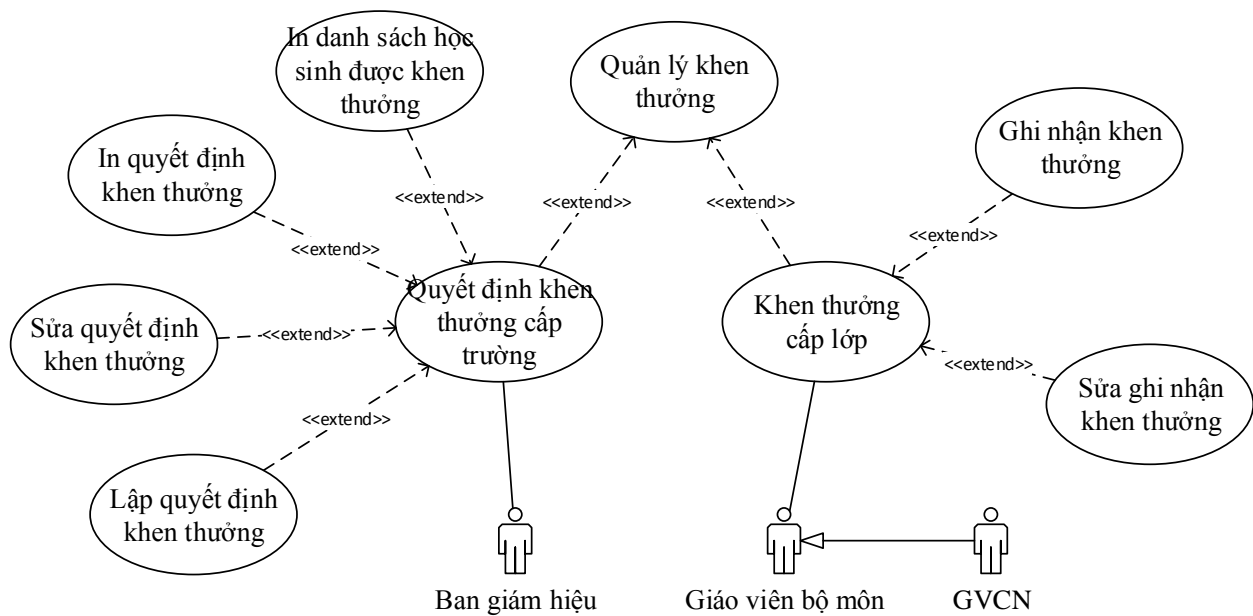 In danh sách học
sinh được khen
thưởng
Quản lý khen
thưởng
Ghi nhận khen
thưởng
In quyết định
khen thưởng
<<extend>>
<<extend>>
<<extend>>
<<extend>>
<<extend>>
Quyết định khen
thưởng cấp
trường
Khen thưởng
cấp lớp
Sửa quyết định
khen thưởng
<<extend>>
<<extend>>
Sửa ghi nhận
khen thưởng
<<extend>>
Lập quyết định
khen thưởng
Ban giám hiệu
Giáo viên bộ môn
GVCN